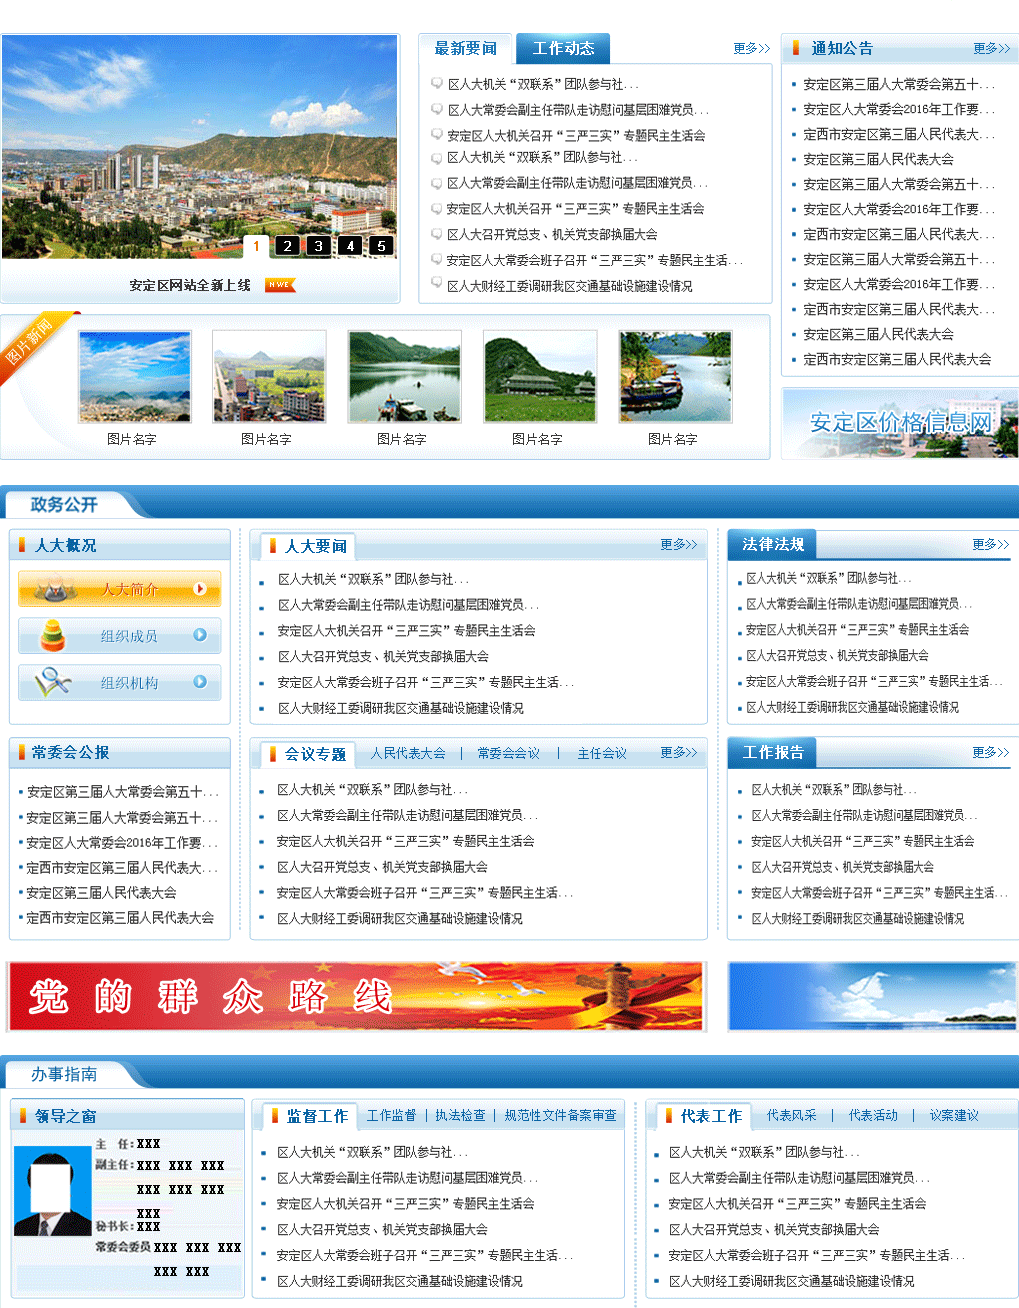 最新要闻 工作动态 更多>>
区人大机关“双联系”团队参与社...
区人大常委会副主任带队走访慰问基层困难党员...
安定区人大机关召开“三严三实”专题民主生活会
区人大机关“双联系”团队参与社...
区人大常委会副主任带队走访慰问基层困难党员...
安定区人大机关召开“三严三实”专题民主生活会
区人大召开党总支、机关党支部换届大会
安定区人大常委会班子召开“三严三实”专题民主生活...
区人大财经工委调研我区交通基础设施建设情况
1 2 3 4 5
安定区网站全新上线 NWE
通知公告 更多>>
安定区第三届人大常委会第五十...
安定区人大常委会2016年工作要...
定西市安定区第三届人民代表大...
安定区第三届人民代表大会
安定区第三届人大常委会第五十...
安定区人大常委会2016年工作要...
定西市安定区第三届人民代表大...
安定区第三届人大常委会第五十...
安定区人大常委会2016年工作要...
定西市安定区第三届人民代表大...
安定区第三届人民代表大会
定西市安定区第三届人民代表大会
图片新闻
图片名字 图片名字 图片名字 图片名字 图片名字
安定区价格信息网
政务公开
人大概况
人大简介
组织成员
组织机构
人大要闻 更多>>
区人大机关“双联系”团队参与社...
区人大常委会副主任带队走访慰问基层困难党员...
安定区人大机关召开“三严三实”专题民主生活会
区人大召开党总支、机关党支部换届大会
安定区人大常委会班子召开“三严三实”专题民主生活...
区人大财经工委调研我区交通基础设施建设情况
法律法规 更多>>
区人大机关“双联系”团队参与社...
区人大常委会副主任带队走访慰问基层困难党员...
安定区人大机关召开“三严三实”专题民主生活会
区人大召开党总支、机关党支部换届大会
安定区人大常委会班子召开“三严三实”专题民主生活...
区人大财经工委调研我区交通基础设施建设情况
常委会公报
安定区第三届人大常委会第五十...
安定区第三届人大常委会第五十...
安定区人大常委会2016年工作要...
定西市安定区第三届人民代表大...
安定区第三届人民代表大会
定西市安定区第三届人民代表大会
会议专题 人民代表大会 | 常委会会议 | 主任会议 更多>>
区人大机关“双联系”团队参与社...
区人大常委会副主任带队走访慰问基层困难党员...
安定区人大机关召开“三严三实”专题民主生活会
区人大召开党总支、机关党支部换届大会
安定区人大常委会班子召开“三严三实”专题民主生活...
区人大财经工委调研我区交通基础设施建设情况
工作报告 更多>>
区人大机关“双联系”团队参与社...
区人大常委会副主任带队走访慰问基层困难党员...
安定区人大机关召开“三严三实”专题民主生活会
区人大召开党总支、机关党支部换届大会
安定区人大常委会班子召开“三严三实”专题民主生活...
区人大财经工委调研我区交通基础设施建设情况
党的群众路线
办事指南
领导之窗
主 任:XXX
副主任:XXX XXX XXX
XXX XXX XXX
XXX
秘书长:XXX
常委会委员 XXX XXX XXX
XXX XXX
监督工作 工作监督 | 执法检查 | 规范性文件备案审查
区人大机关“双联系”团队参与社...
区人大常委会副主任带队走访慰问基层困难党员...
安定区人大机关召开“三严三实”专题民主生活会
区人大召开党总支、机关党支部换届大会
安定区人大常委会班子召开“三严三实”专题民主生活...
区人大财经工委调研我区交通基础设施建设情况
代表工作 代表风采 | 代表活动 | 议案建议
区人大机关“双联系”团队参与社...
区人大常委会副主任带队走访慰问基层困难党员...
安定区人大机关召开“三严三实”专题民主生活会
区人大召开党总支、机关党支部换届大会
安定区人大常委会班子召开“三严三实”专题民主生活...
区人大财经工委调研我区交通基础设施建设情况